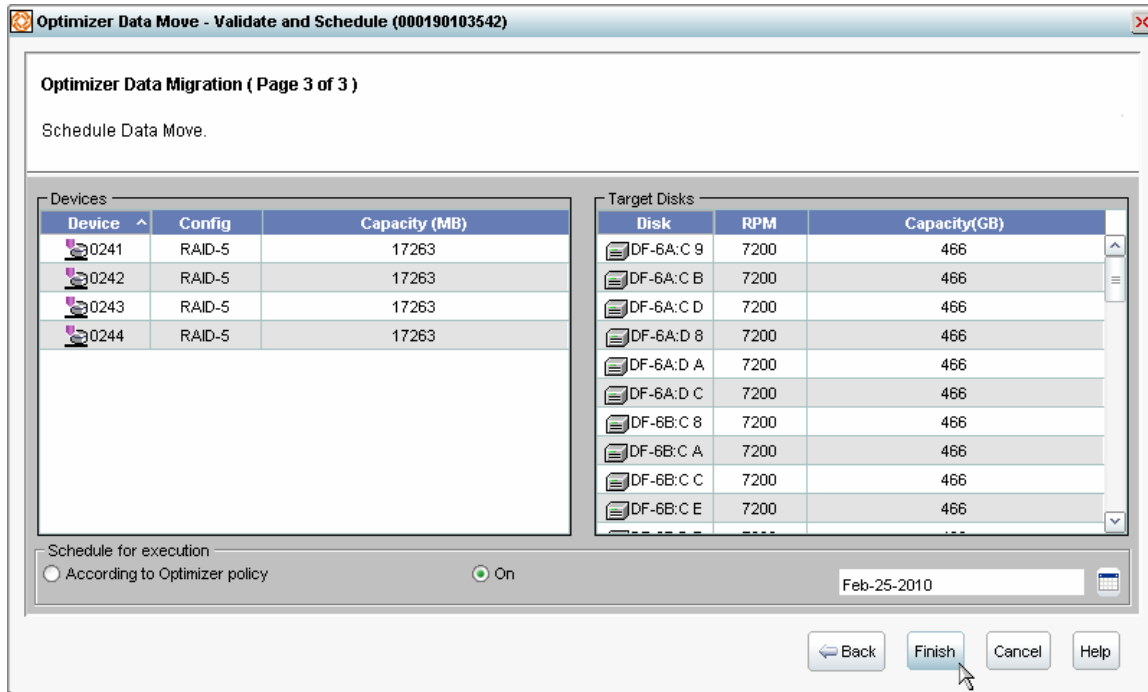 Optimizer Data Move - Validate and Schedule (000190103542)
Optimizer Data Migration ( Page 3 of 3 )
Schedule Data Move.
Devices
Device Config Capacity (MB)
0241 RAID-5 17263
0242 RAID-5 17263
0243 RAID-5 17263
0244 RAID-5 17263
Target Disks
Disk RPM Capacity(GB)
DF-6A:C 9 7200 466
DF-6A:C B 7200 466
DF-6A:C D 7200 466
DF-6A:D 8 7200 466
DF-6A:D A 7200 466
DF-6A:D C 7200 466
DF-6B:C 8 7200 466
DF-6B:C A 7200 466
DF-6B:C C 7200 466
DF-6B:C E 7200 466
Schedule for execution
According to Optimizer policy On Feb-25-2010
Back Finish Cancel Help